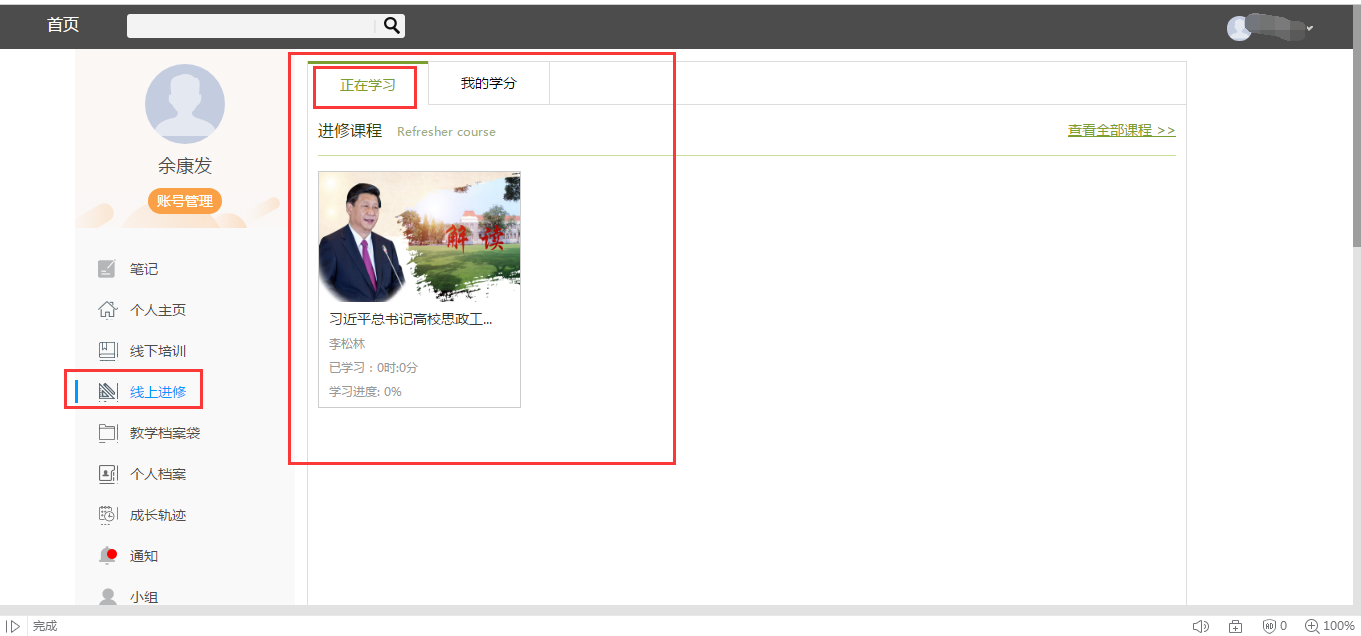 首页
余康发
账号管理
笔记
个人主页
线下培训
线上进修
教学档案袋
个人档案
成长轨迹
通知
小组
正在学习
我的学分
进修课程 Refresher course
查看全部课程 >>
解读
习近平总书记高校思政工...
李松林
已学习：0时:0分
学习进度: 0%
完成
0
100%